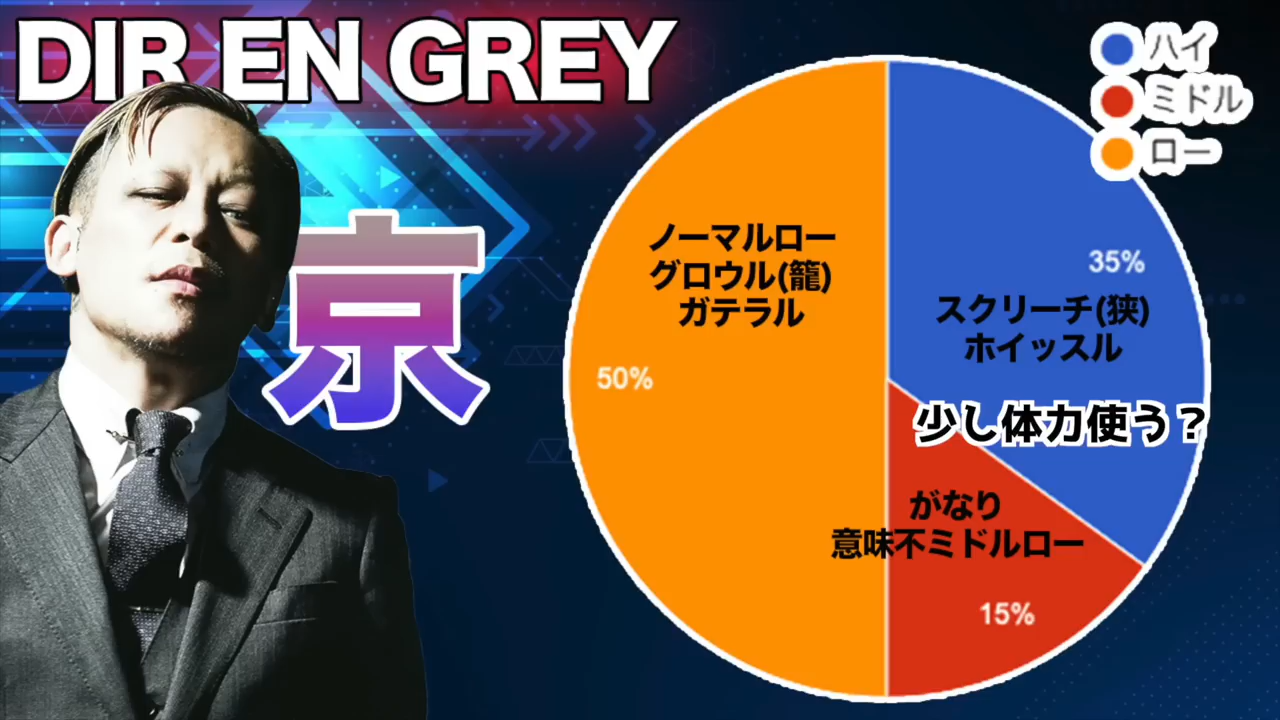 DIR EN GREY
京
ハイ
ミドル
ロー
ノーマルロー
グロウル(籠)
ガテラル
50%
35%
スクリーチ(狭)
ホイッスル
少し体力使う？
がなり
意味不ミドルロー
15%